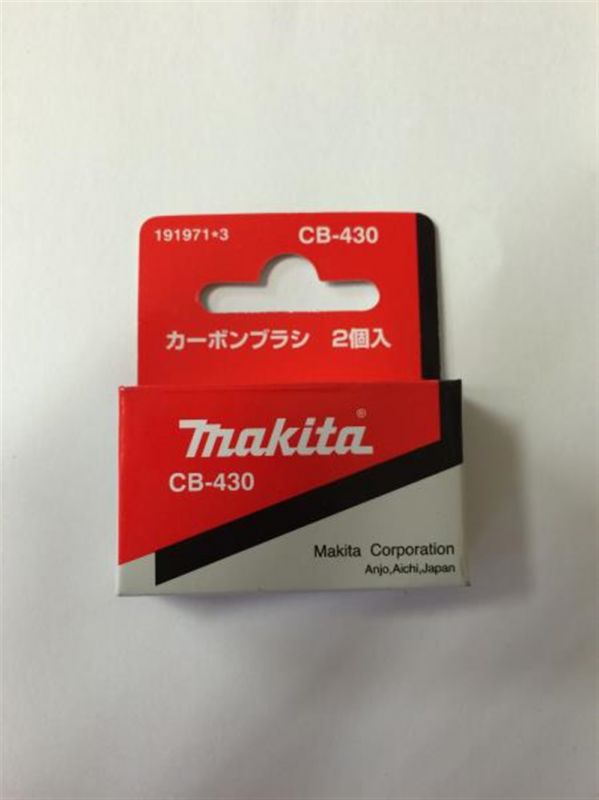 191971*3 CB-430
カーボンブラシ 2個入
makita®
CB-430
Makita Corporation
Anjo,Aichi,Japan